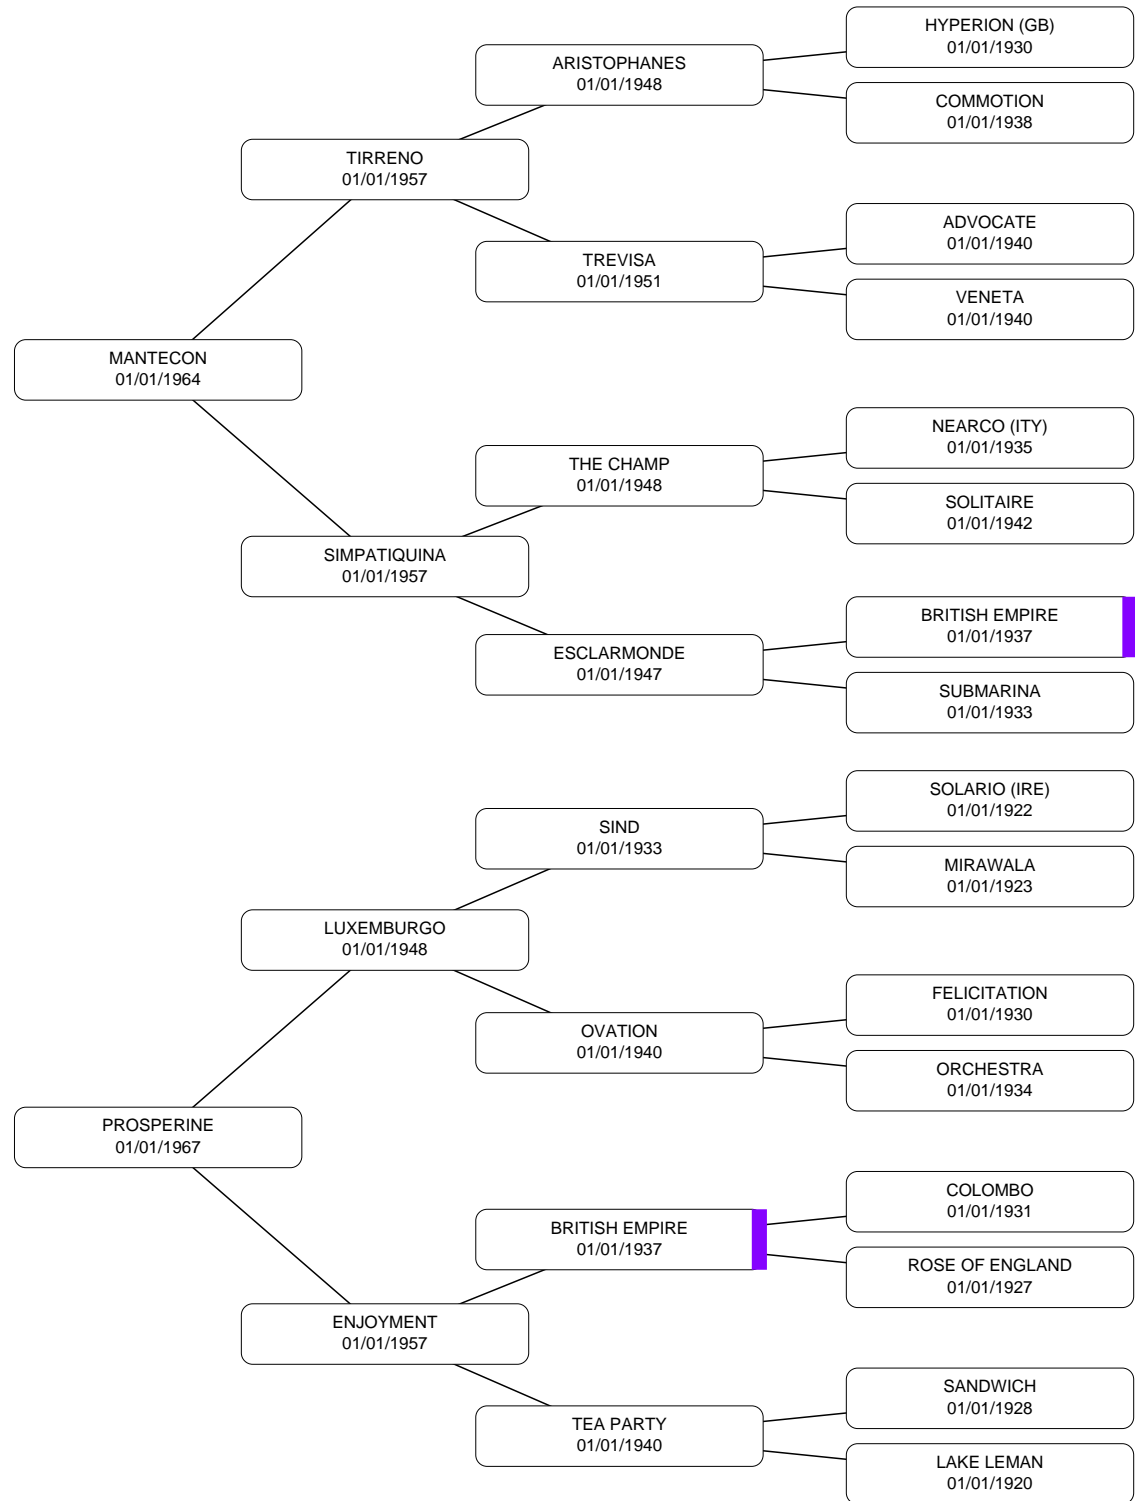 HYPERION (GB)
01/01/1930
ARISTOPHANES
01/01/1948
COMMOTION
01/01/1938
TIRRENO
01/01/1957
ADVOCATE
01/01/1940
TREVISA
01/01/1951
VENETA
01/01/1940
MANTECON
01/01/1964
NEARCO (ITY)
01/01/1935
THE CHAMP
01/01/1948
SOLITAIRE
01/01/1942
SIMPATIQUINA
01/01/1957
BRITISH EMPIRE
01/01/1937
ESCLARMONDE
01/01/1947
SUBMARINA
01/01/1933
SOLARIO (IRE)
01/01/1922
SIND
01/01/1933
MIRAWALA
01/01/1923
LUXEMBURGO
01/01/1948
FELICITATION
01/01/1930
OVATION
01/01/1940
ORCHESTRA
01/01/1934
PROSPERINE
01/01/1967
COLOMBO
01/01/1931
BRITISH EMPIRE
01/01/1937
ROSE OF ENGLAND
01/01/1927
ENJOYMENT
01/01/1957
SANDWICH
01/01/1928
TEA PARTY
01/01/1940
LAKE LEMAN
01/01/1920